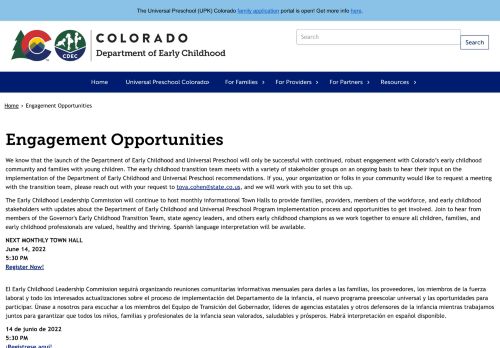 The Universal Preschool (UPK) Colorado family application portal is open! Get more info here.
COLORADO
Department of Early Childhood
CDEC
Search
Search
Home Universal Preschool Colorado For Families For Providers For Partners Resources
Home › Engagement Opportunities
Engagement Opportunities
We know that the launch of the Department of Early Childhood and Universal Preschool will only be successful with continued, robust engagement with Colorado's early childhood
community and families with young children. The early childhood transition team meets with a variety of stakeholder groups on an ongoing basis to hear their input on the
implementation of the Department of Early Childhood and Universal Preschool recommendations. If you, your organization or folks in your community would like to request a meeting
with the transition team, please reach out with your request to tova.cohen@state.co.us, and we will work with you to set this up.
The Early Childhood Leadership Commission will continue to host monthly informational Town Halls to provide families, providers, members of the workforce, and early childhood
stakeholders with updates about the Department of Early Childhood and Universal Preschool Program implementation process and opportunities to get involved. Join to hear from
members of the Governor's Early Childhood Transition Team, state agency leaders, and others early childhood champions as we work together to ensure all children, families, and
early childhood professionals are valued, healthy and thriving. Spanish language interpretation will be available.
NEXT MONTHLY TOWN HALL
June 14, 2022
5:30 PM
Register Now!
El Early Childhood Leadership Commission seguirá organizando reuniones comunitarias informativas mensuales para darles a las familias, los proveedores, los miembros de la fuerza
laboral y todo los interesados actualizaciones sobre el proceso de implementación del Departamento de la infancia, el nuevo programa preescolar universal y las oportunidades para
participar. Únase a nosotros para escuchar a los miembros del Equipo de Transición del Gobernador, líderes de agencias estatales y otros defensores de la infancia mientras trabajamos
juntos para garantizar que todos los niños, familias y profesionales de la infancia sean valorados, saludables y prósperos. Habrá interpretación en español disponible.
14 de junio de 2022
5:30 PM
¡Regístrese aquí!